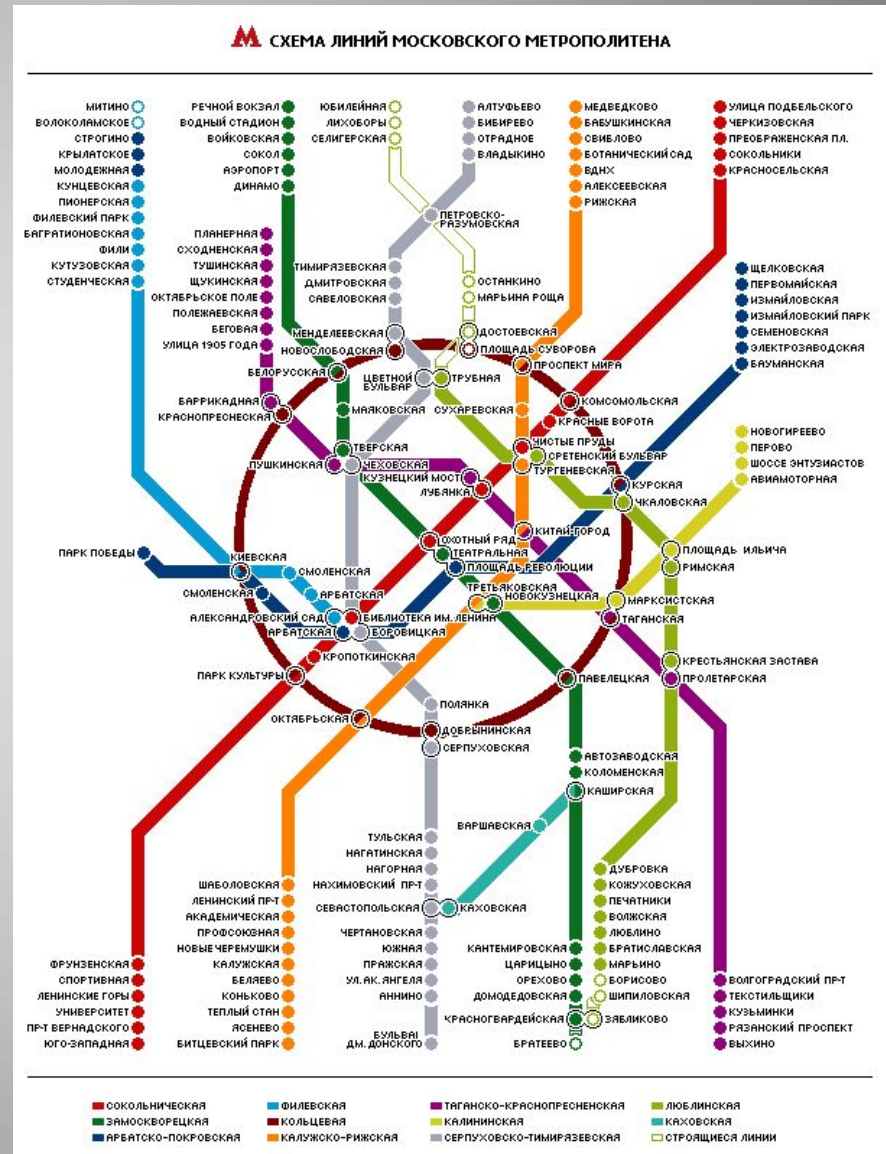 СХЕМА ЛИНИЙ МОСКОВСКОГО МЕТРОПОЛИТЕНА
МИТИНО
ВОЛОКОЛАМСКОЕ
СТРОГИНО
КРЫЛАТСКОЕ
МОЛОДЕЖНАЯ
КУНЦЕВСКАЯ
ПИОНЕРСКАЯ
ФИЛЕВСКИЙ ПАРК
БАГРАТИОНОВСКАЯ
ФИЛИ
КУТУЗОВСКАЯ
СТУДЕНЧЕСКАЯ
РЕЧНОЙ ВОКЗАЛ
ВОДНЫЙ СТАДИОН
ВОЙКОВСКАЯ
СОКОЛ
АЭРОПОРТ
ДИНАМО
ПЛАНЕРНАЯ
СХОДНЕНСКАЯ
ТУШИНСКАЯ
ЩУКИНСКАЯ
ОКТЯБРЬСКОЕ ПОЛЕ
ПОЛЕЖАЕВСКАЯ
БЕГОВАЯ
УЛИЦА 1905 ГОДА
ЮБИЛЕЙНАЯ
ЛИХОБОРЫ
СЕЛИГЕРСКАЯ
АЛТУФЬЕВО
БИБИРЕВО
ОТРАДНОЕ
ВЛАДЫКИНО
ПЕТРОВСКО-
РАЗУМОВСКАЯ
ТИМИРЯЗЕВСКАЯ
ДМИТРОВСКАЯ
САВЕЛОВСКАЯ
ОСТАНКИНО
МАРЬИНА РОЩА
МЕДВЕДКОВО
БАБУШКИНСКАЯ
СВИБЛОВО
БОТАНИЧЕСКИЙ САД
ВДНХ
АЛЕКСЕЕВСКАЯ
РИЖСКАЯ
УЛИЦА ПОДБЕЛЬСКОГО
ЧЕРКИЗОВСКАЯ
ПРЕОБРАЖЕНСКАЯ ПЛ.
СОКОЛЬНИКИ
КРАСНОСЕЛЬСКАЯ
ЩЕЛКОВСКАЯ
ПЕРВОМАЙСКАЯ
ИЗМАЙЛОВСКАЯ
ИЗМАЙЛОВСКИЙ ПАРК
СЕМЕНОВСКАЯ
ЭЛЕКТРОЗАВОДСКАЯ
БАУМАНСКАЯ
МЕНДЕЛЕЕВСКАЯ
НОВОСЛОБОДСКАЯ
ДОСТОЕВСКАЯ
ПЛОЩАДЬ СУВОРОВА
ПРОСПЕКТ МИРА
БЕЛОРУССКАЯ
ЦВЕТНОЙ
БУЛЬВАР
ТРУБНАЯ
БАРРИКАДНАЯ
КРАСНОПРЕСНЕСКАЯ
МАЯКОВСКАЯ
СУХАРЕВСКАЯ
КОМСОМОЛЬСКАЯ
КРАСНЫЕ ВОРОТА
НОВОГИРЕЕВО
ПЕРОВО
ШОССЕ ЭНТУЗИАСТОВ
АВИАМОТОРНАЯ
ТВЕРСКАЯ
ЧИСТЫЕ ПРУДЫ
СРЕТЕНСКИЙ БУЛЬВАР
ПУШКИНСКАЯ
ЧЕХОВСКАЯ
ТУРГЕНЕВСКАЯ
КУЗНЕЦКИЙ МОСТ
ЛУБЯНКА
КУРСКАЯ
ЧКАЛОВСКАЯ
КИТАЙ-ГОРОД
ОХОТНЫЙ РЯД
ТЕАТРАЛЬНАЯ
ПЛОЩАДЬ РЕВОЛЮЦИИ
ПЛОЩАДЬ ИЛЬИЧА
РИМСКАЯ
ПАРК ПОБЕДЫ
КИЕВСКАЯ
СМОЛЕНСКАЯ
СМОЛЕНСКАЯ
АРБАТСКАЯ
ТРЕТЬЯКОВСКАЯ
НОВОКУЗНЕЦКАЯ
МАРКСИСТСКАЯ
ТАГАНСКАЯ
АЛЕКСАНДРОВСКИЙ САД
БИБЛИОТЕКА ИМ. ЛЕНИНА
АРБАТСКАЯ
БОРОВИЦКАЯ
КРОПОТКИНСКАЯ
ПАРК КУЛЬТУРЫ
КРЕСТЬЯНСКАЯ ЗАСТАВА
ПРОЛЕТАРСКАЯ
ПАВЕЛЕЦКАЯ
ПОЛЯНКА
ОКТЯБРЬСКАЯ
ДОБРЫНИНСКАЯ
СЕРПУХОВСКАЯ
АВТОЗАВОДСКАЯ
КОЛОМЕНСКАЯ
КАШИРСКАЯ
ВАРШАВСКАЯ
ТУЛЬСКАЯ
НАГАТИНСКАЯ
НАГОРНАЯ
НАХИМОВСКИЙ ПР-Т
СЕВАСТОПОЛЬСКАЯ
КАХОВСКАЯ
ЧЕРТАНОВСКАЯ
ЮЖНАЯ
ПРАЖСКАЯ
УЛ. АК. ЯНГЕЛЯ
АННИНО
БУЛЬВАР
ДМ. ДОНСКОГО
ШАБОЛОВСКАЯ
ЛЕНИНСКИЙ ПР-Т
АКАДЕМИЧЕСКАЯ
ПРОФСОЮЗНАЯ
НОВЫЕ ЧЕРЕМУШКИ
КАЛУЖСКАЯ
БЕЛЯЕВО
КОНЬКОВО
ТЕПЛЫЙ СТАН
ЯСЕНЕВО
БИТЦЕВСКИЙ ПАРК
ФРУНЗЕНСКАЯ
СПОРТИВНАЯ
ЛЕНИНСКИЕ ГОРЫ
УНИВЕРСИТЕТ
ПР-Т ВЕРНАДСКОГО
ЮГО-ЗАПАДНАЯ
КАНТЕМИРОВСКАЯ
ЦАРИЦЫНО
ОРЕХОВО
ДОМОДЕДОВСКАЯ
КРАСНОГВАРДЕЙСКАЯ
БРАТЕЕВО
ДУБРОВКА
КОЖУХОВСКАЯ
ПЕЧАТНИКИ
ВОЛЖСКАЯ
ЛЮБЛИНО
БРАТИСЛАВСКАЯ
МАРЬИНО
БОРИСОВО
ШИПИЛОВСКАЯ
ЗЯБЛИКОВО
ВОЛГОГРАДСКИЙ ПР-Т
ТЕКСТИЛЬЩИКИ
КУЗЬМИНКИ
РЯЗАНСКИЙ ПРОСПЕКТ
ВЫХИНО
СОКОЛЬНИЧЕСКАЯ
ЗАМОСКВОРЕЦКАЯ
АРБАТСКО-ПОКРОВСКАЯ
ФИЛЕВСКАЯ
КОЛЬЦЕВАЯ
КАЛУЖСКО-РИЖСКАЯ
ТАГАНСКО-КРАСНОПРЕСНЕНСКАЯ
КАЛИНИНСКАЯ
СЕРПУХОВСКО-ТИМИРЯЗЕВСКАЯ
ЛЮБЛИНСКАЯ
КАХОВСКАЯ
СТРОЯЩИЕСЯ ЛИНИИ